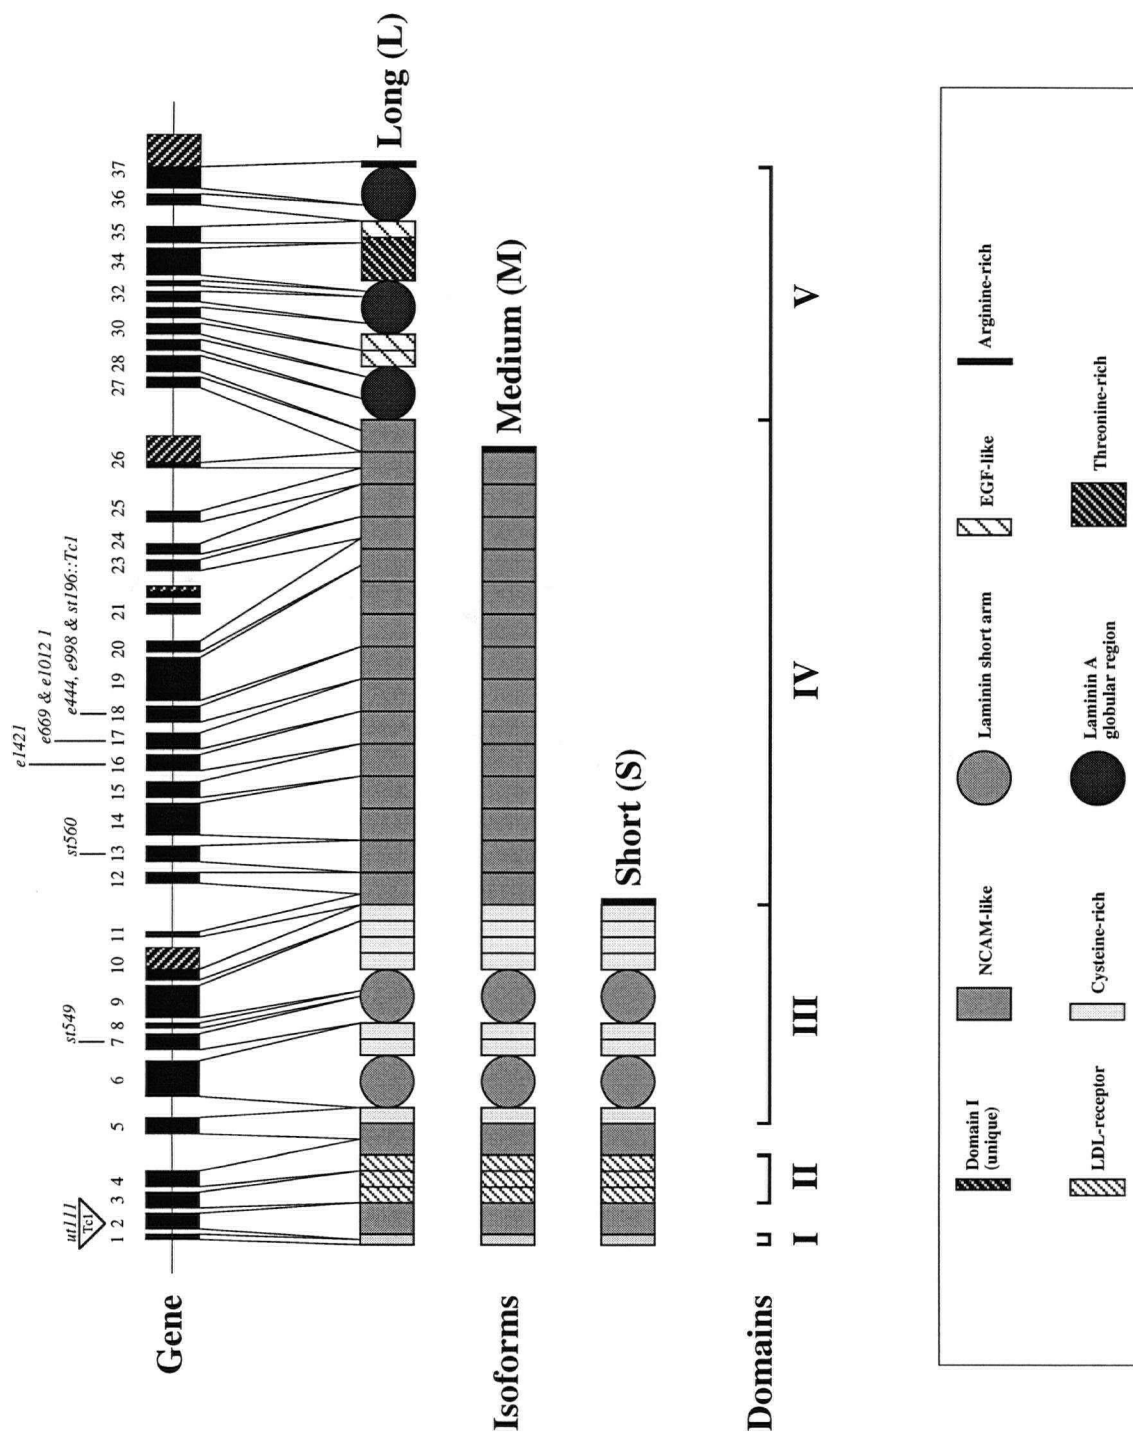 e1421
e669 & e1012 1
ut111 st549 st560 e444, e998 & st196::Tc1
Tc1
1 2 3 4 5 6 7 8 9 10 11 12 13 14 15 16 17 18 19 20 21 23 24 25 26 27 28 30 32 34 35 36 37
Gene
Long (L)
Isoforms
Medium (M)
Short (S)
Domains
I II III IV V
Domain I
(unique)
NCAM-like
Laminin short arm
EGF-like
Arginine-rich
LDL-receptor
Cysteine-rich
Laminin A
globular region
Threonine-rich